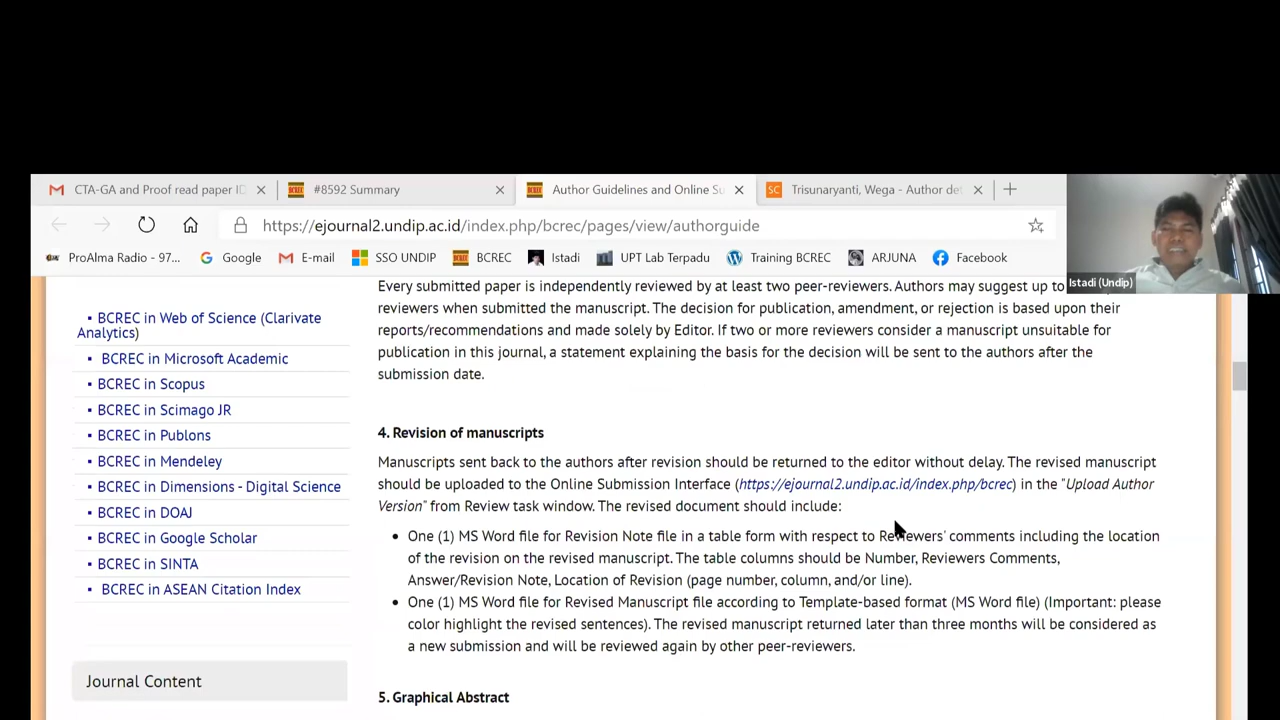 CTA-GA and Proof read paper ID
#8592 Summary
Author Guidelines and Online Su
SC Trisunaryanti, Wega - Author det
https://ejournal2.undip.ac.id/index.php/bcrec/pages/view/authorguide
ProAlma Radio - 97... Google E-mail SSO UNDIP BCREC Istadi UPT Lab Terpadu Training BCREC ARJUNA Facebook
Istadi (Undip)
BCREC in Web of Science (Clarivate
Analytics)
BCREC in Microsoft Academic
BCREC in Scopus
BCREC in Scimago JR
BCREC in Publons
BCREC in Mendeley
BCREC in Dimensions - Digital Science
BCREC in DOAJ
BCREC in Google Scholar
BCREC in SINTA
BCREC in ASEAN Citation Index
Journal Content
Every submitted paper is independently reviewed by at least two peer-reviewers. Authors may suggest up to
reviewers when submitted the manuscript. The decision for publication, amendment, or rejection is based upon their
reports/recommendations and made solely by Editor. If two or more reviewers consider a manuscript unsuitable for
publication in this journal, a statement explaining the basis for the decision will be sent to the authors after the
submission date.
4. Revision of manuscripts
Manuscripts sent back to the authors after revision should be returned to the editor without delay. The revised manuscript
should be uploaded to the Online Submission Interface (https://ejournal2.undip.ac.id/index.php/bcrec) in the "Upload Author
Version" from Review task window. The revised document should include:
One (1) MS Word file for Revision Note file in a table form with respect to Reviewers' comments including the location
of the revision on the revised manuscript. The table columns should be Number, Reviewers Comments,
Answer/Revision Note, Location of Revision (page number, column, and/or line).
One (1) MS Word file for Revised Manuscript file according to Template-based format (MS Word file) (Important: please
color highlight the revised sentences). The revised manuscript returned later than three months will be considered as
a new submission and will be reviewed again by other peer-reviewers.
5. Graphical Abstract